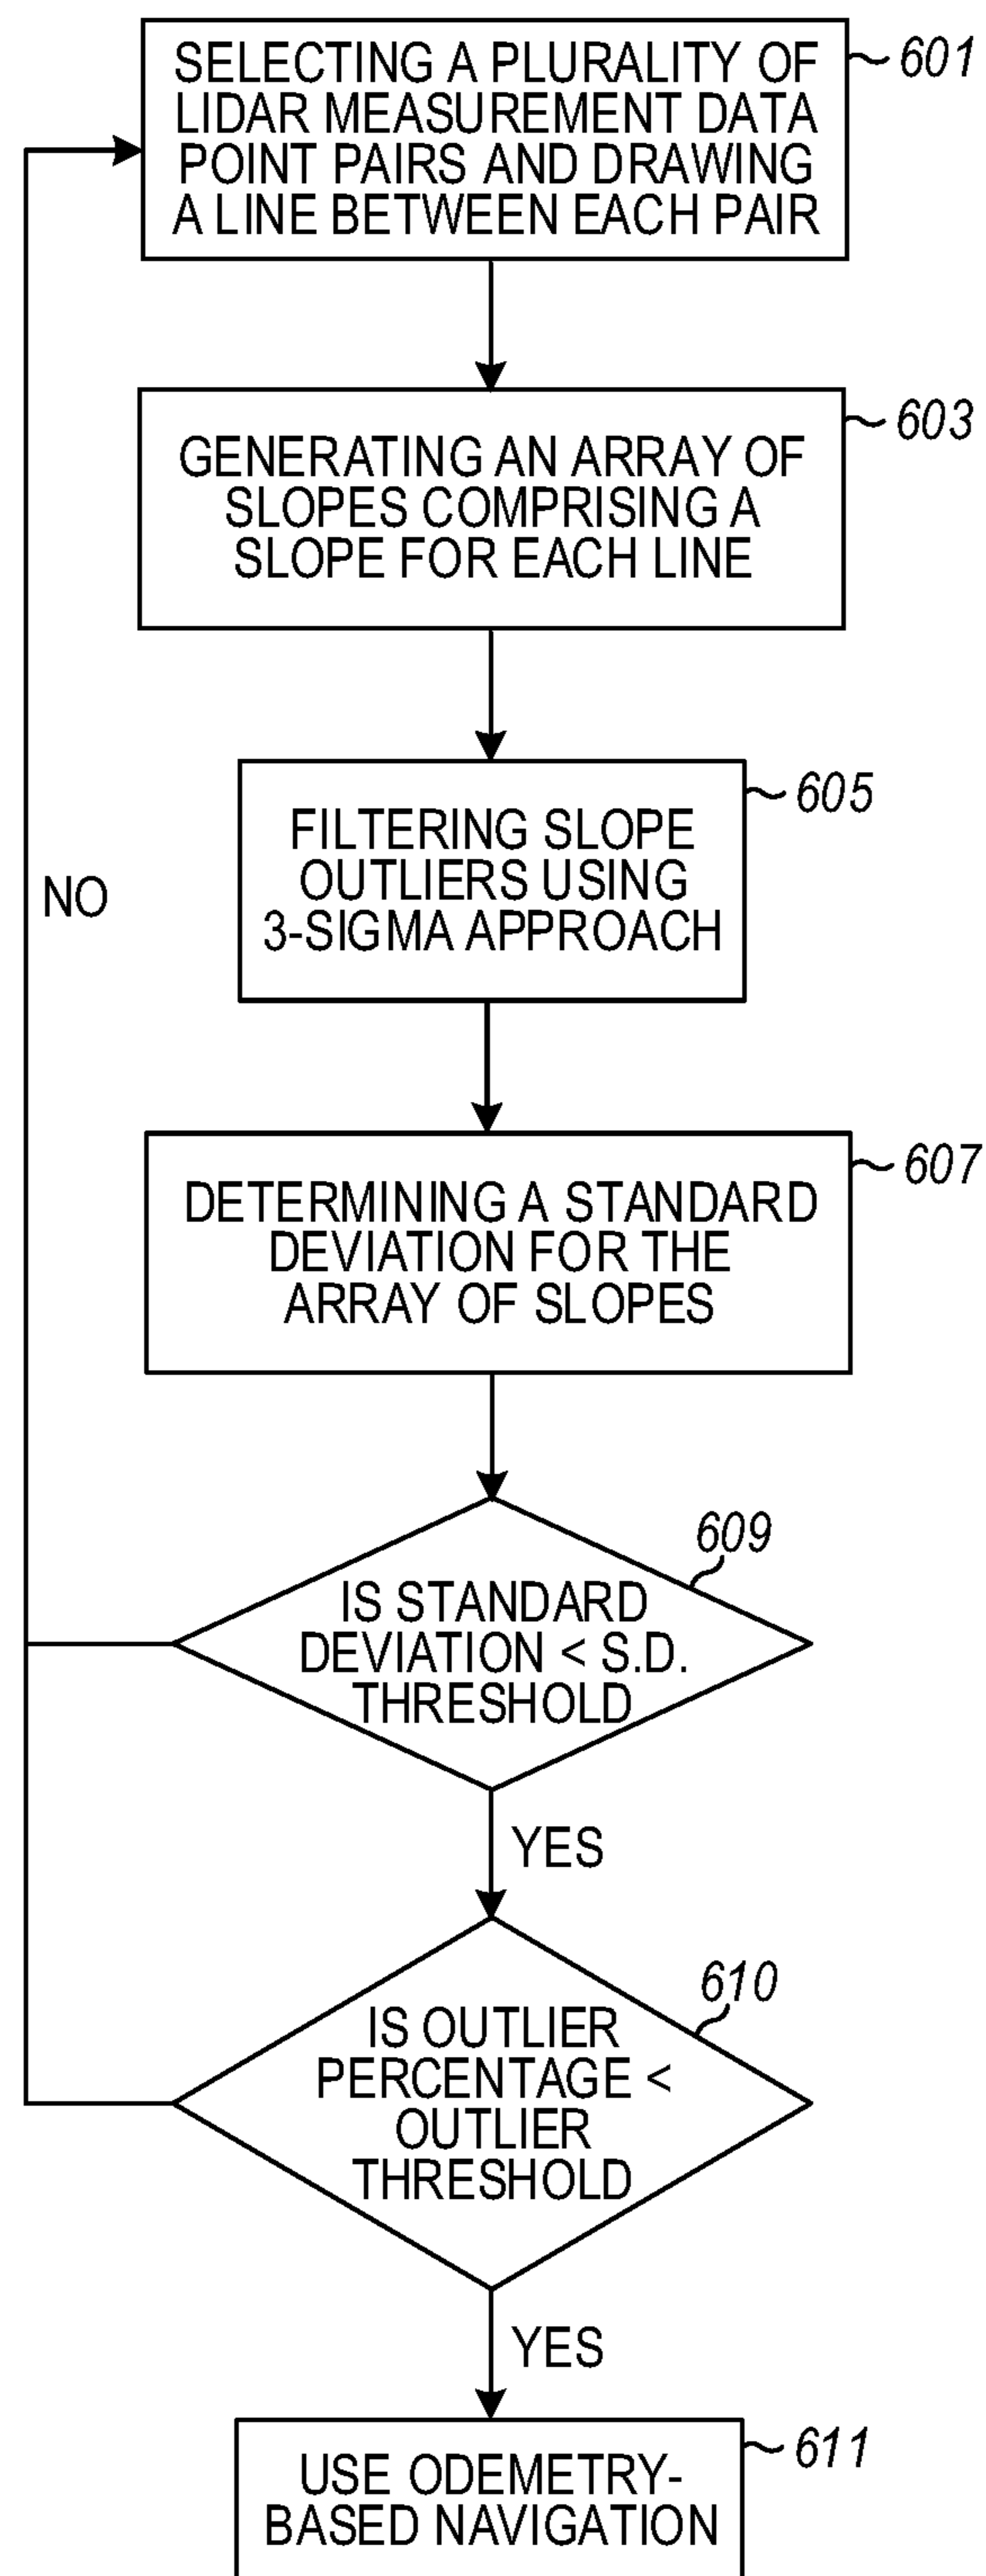 SELECTING A PLURALITY OF
LIDAR MEASUREMENT DATA
POINT PAIRS AND DRAWING
A LINE BETWEEN EACH PAIR
601
GENERATING AN ARRAY OF
SLOPES COMPRISING A
SLOPE FOR EACH LINE
603
FILTERING SLOPE
OUTLIERS USING
3-SIGMA APPROACH
605
NO
DETERMINING A STANDARD
DEVIATION FOR THE
ARRAY OF SLOPES
607
IS STANDARD
DEVIATION < S.D.
THRESHOLD
609
YES
IS OUTLIER
PERCENTAGE <
OUTLIER
THRESHOLD
610
YES
USE ODEMETRY-
BASED NAVIGATION
611